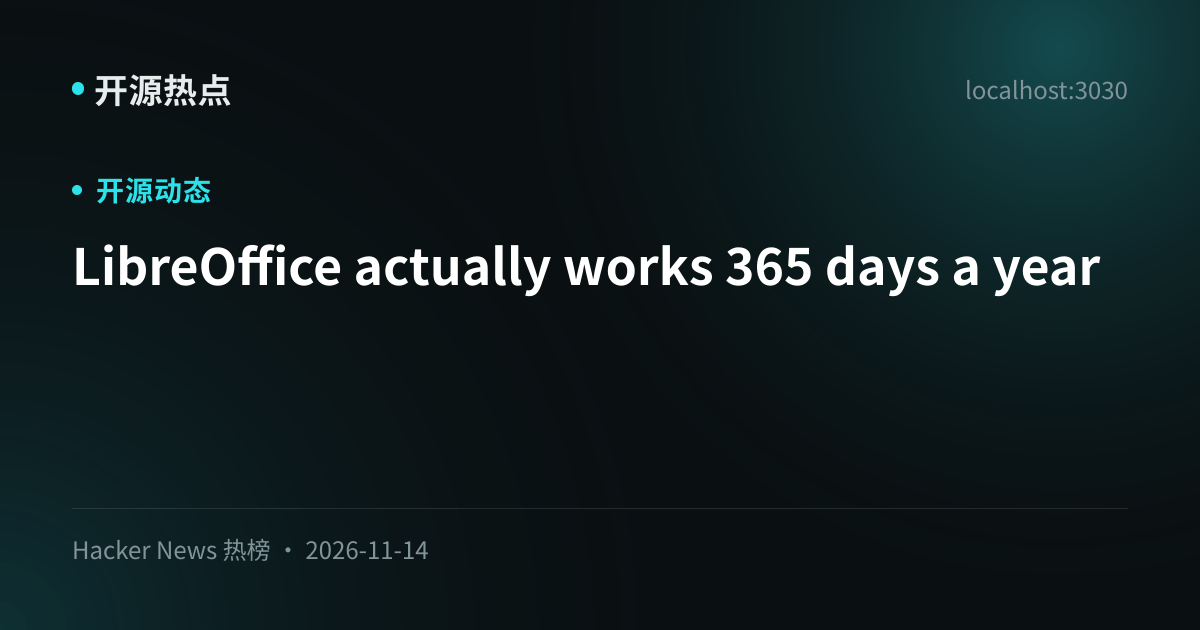 开源热点
localhost:3030
开源动态
LibreOffice actually works 365 days a year
Hacker News 热榜 · 2026-11-14